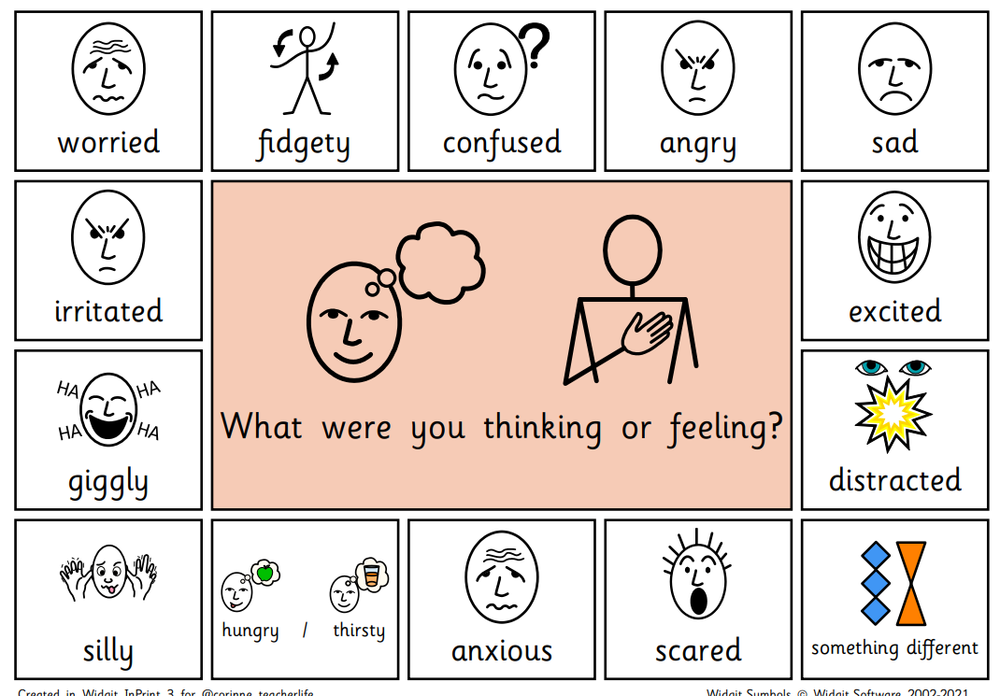 ?
worried
fidgety
confused
angry
sad
irritated
What were you thinking or feeling?
excited
HA HA
HA HA
giggly
distracted
silly
hungry / thirsty
anxious
scared
something different
Created in Widgit InPrint 3 for @corinne_teacherlife
Widgit Symbols © Widgit Software 2002-2021